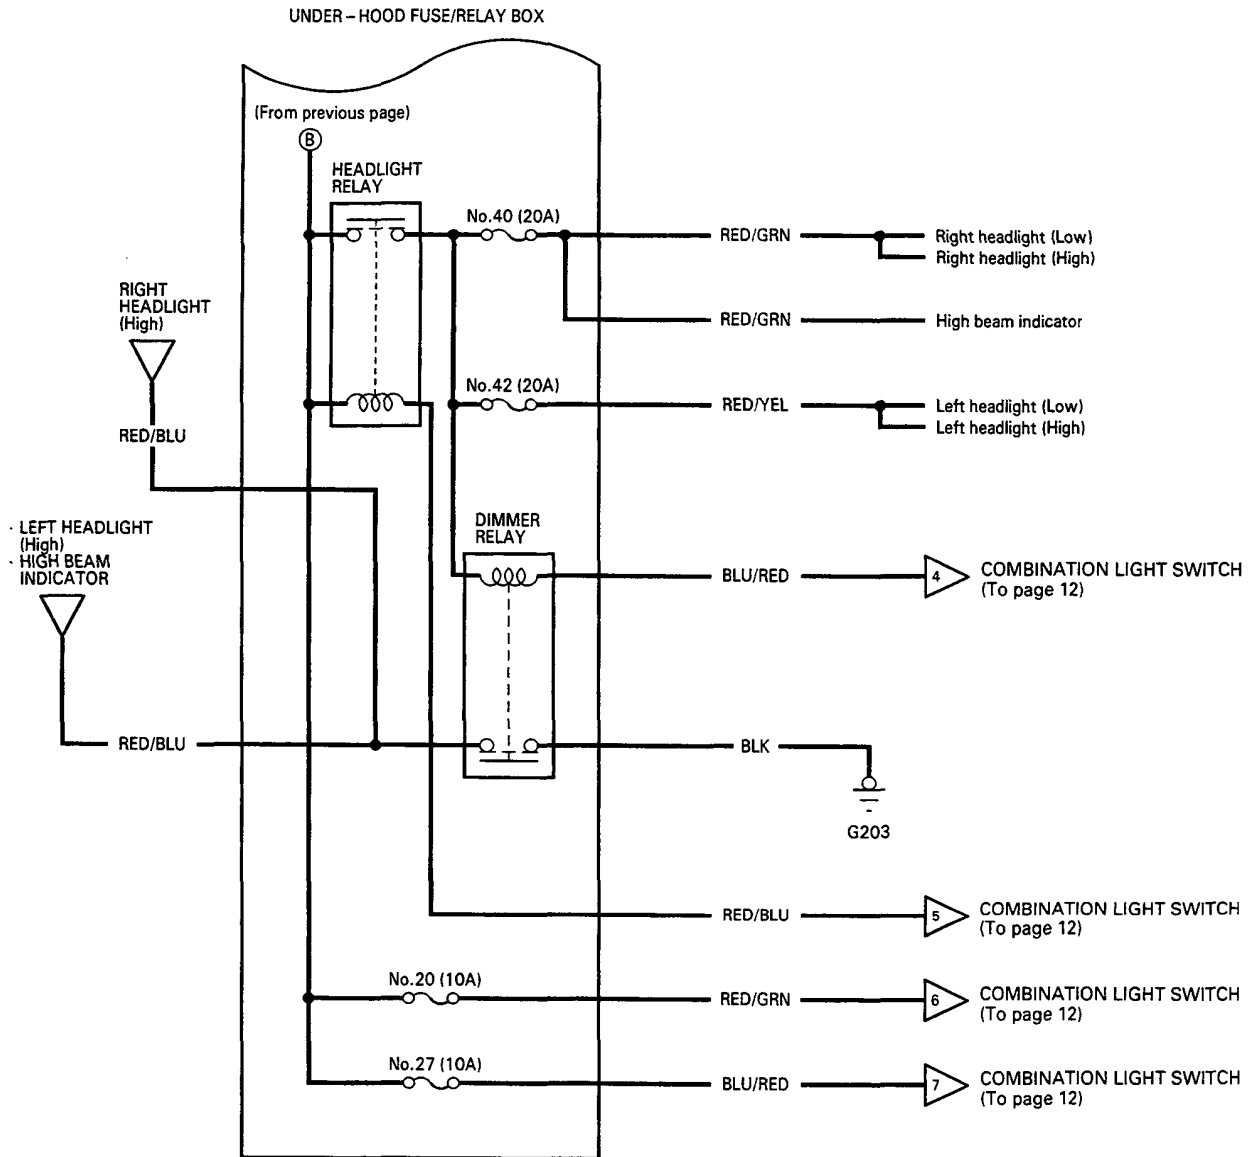 UNDER-HOOD FUSE/RELAY BOX
(From previous page)
B
HEADLIGHT
RELAY
No.40 (20A)
RED/GRN
Right headlight (Low)
Right headlight (High)
RIGHT
HEADLIGHT
(High)
RED/GRN
High beam indicator
No.42 (20A)
RED/YEL
Left headlight (Low)
Left headlight (High)
RED/BLU
· LEFT HEADLIGHT
(High)
· HIGH BEAM
INDICATOR
DIMMER
RELAY
BLU/RED
4
COMBINATION LIGHT SWITCH
(To page 12)
RED/BLU
BLK
G203
RED/BLU
5
COMBINATION LIGHT SWITCH
(To page 12)
No.20 (10A)
RED/GRN
6
COMBINATION LIGHT SWITCH
(To page 12)
No.27 (10A)
BLU/RED
7
COMBINATION LIGHT SWITCH
(To page 12)